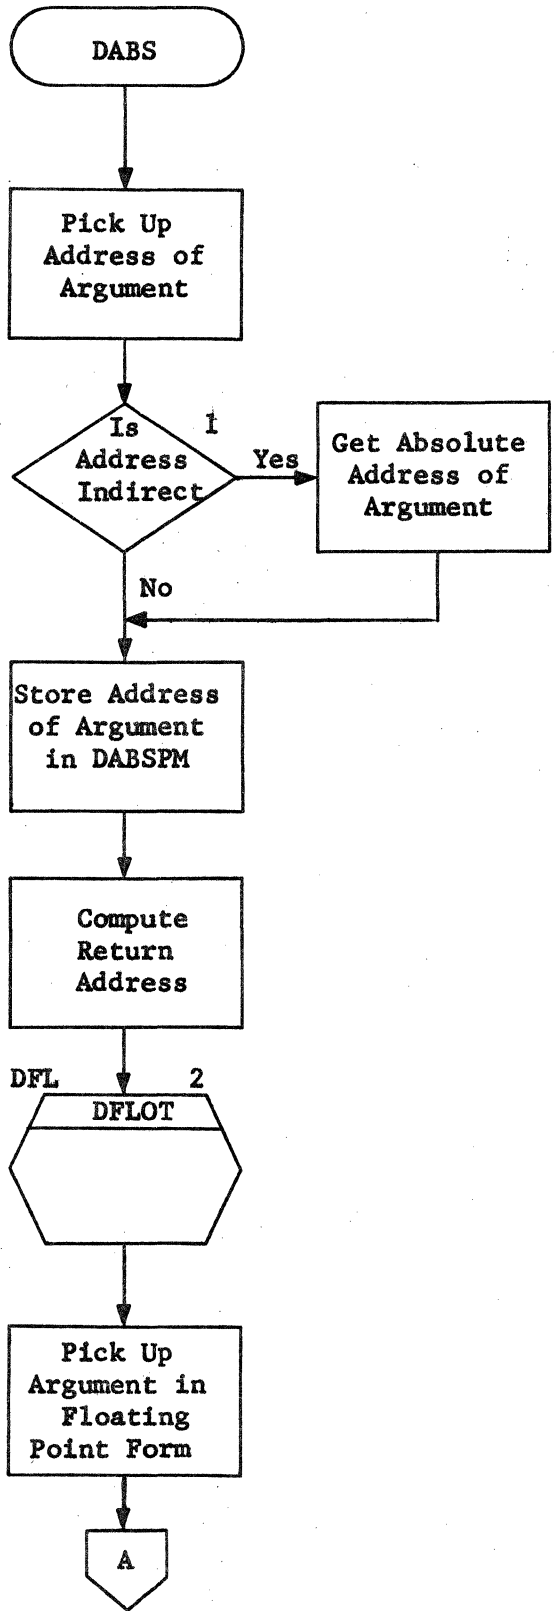 DABS
Pick Up
Address of
Argument
1
Is
Address
Indirect
Yes
Get Absolute
Address of
Argument
No
Store Address
of Argument
in DABSPM
Compute
Return
Address
DFL 2
DFLOT
Pick Up
Argument in
Floating
Point Form
A